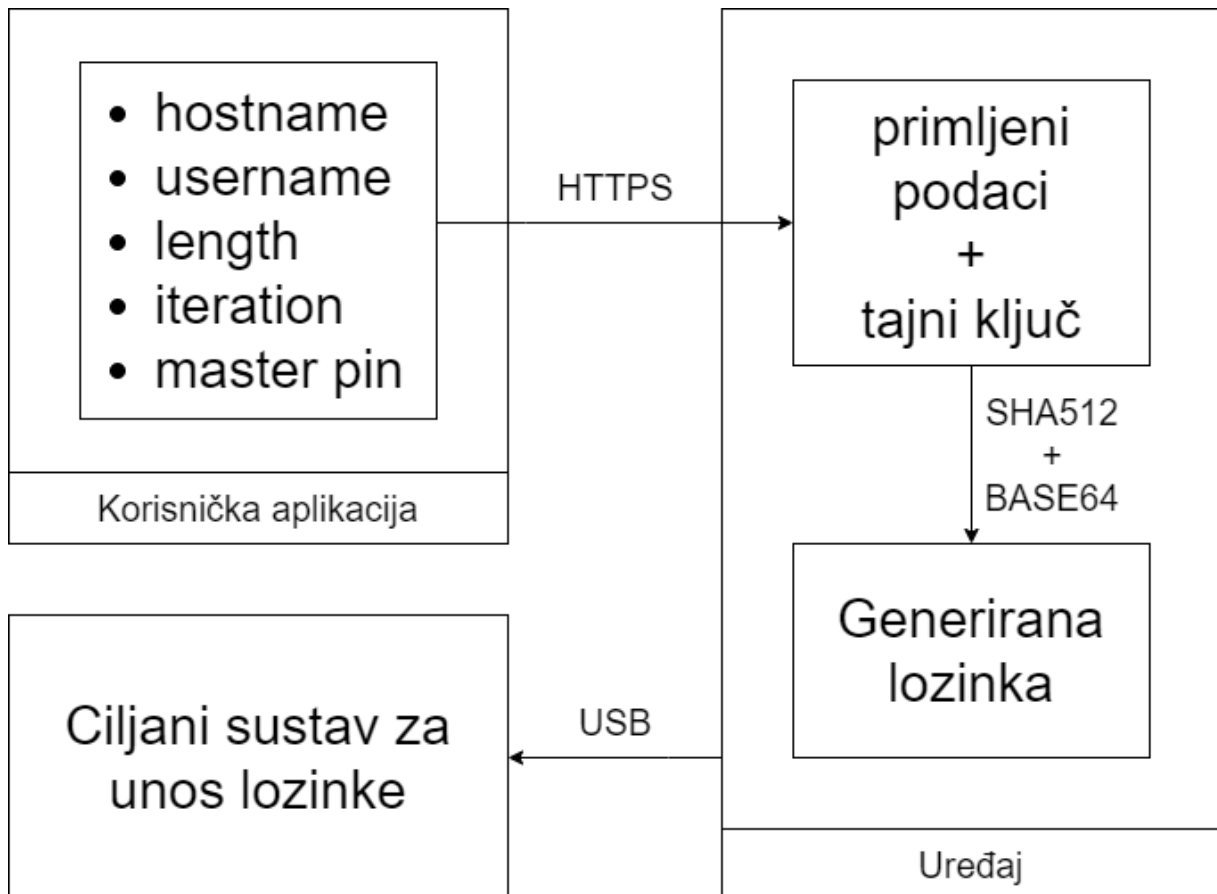 hostname
username
length
iteration
master pin
Korisnička aplikacija
HTTPS
primljeni
podaci
+
tajni ključ
SHA512
+
BASE64
Generirana
lozinka
Uređaj
USB
Ciljani sustav za
unos lozinke